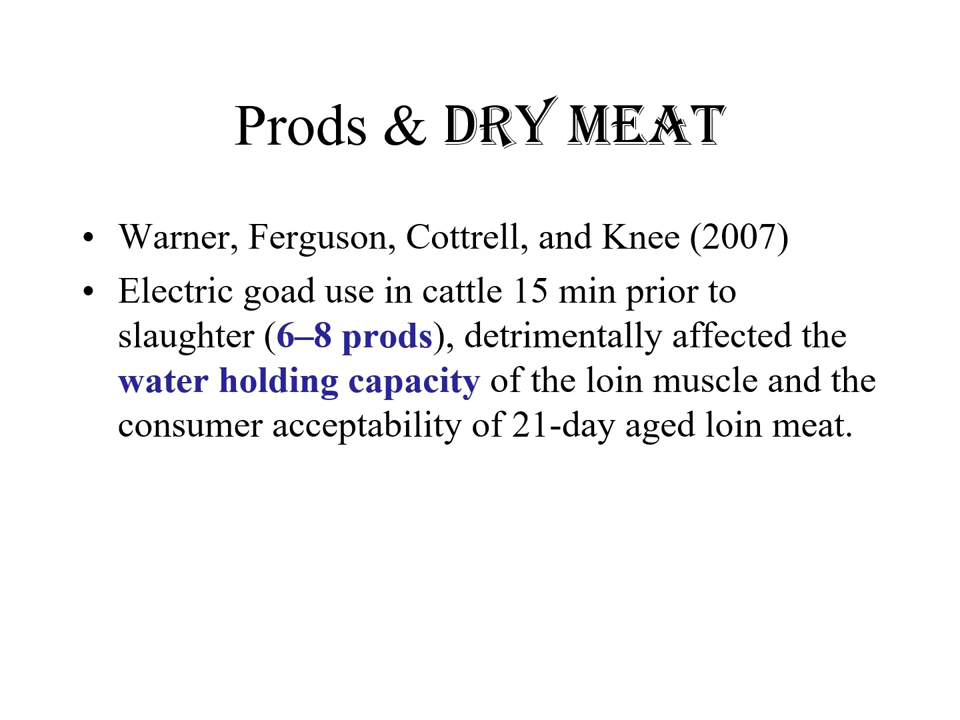 Prods & DRY MEAT
• Warner, Ferguson, Cottrell, and Knee (2007)
• Electric goad use in cattle 15 min prior to
slaughter (6–8 prods), detrimentally affected the
water holding capacity of the loin muscle and the
consumer acceptability of 21-day aged loin meat.